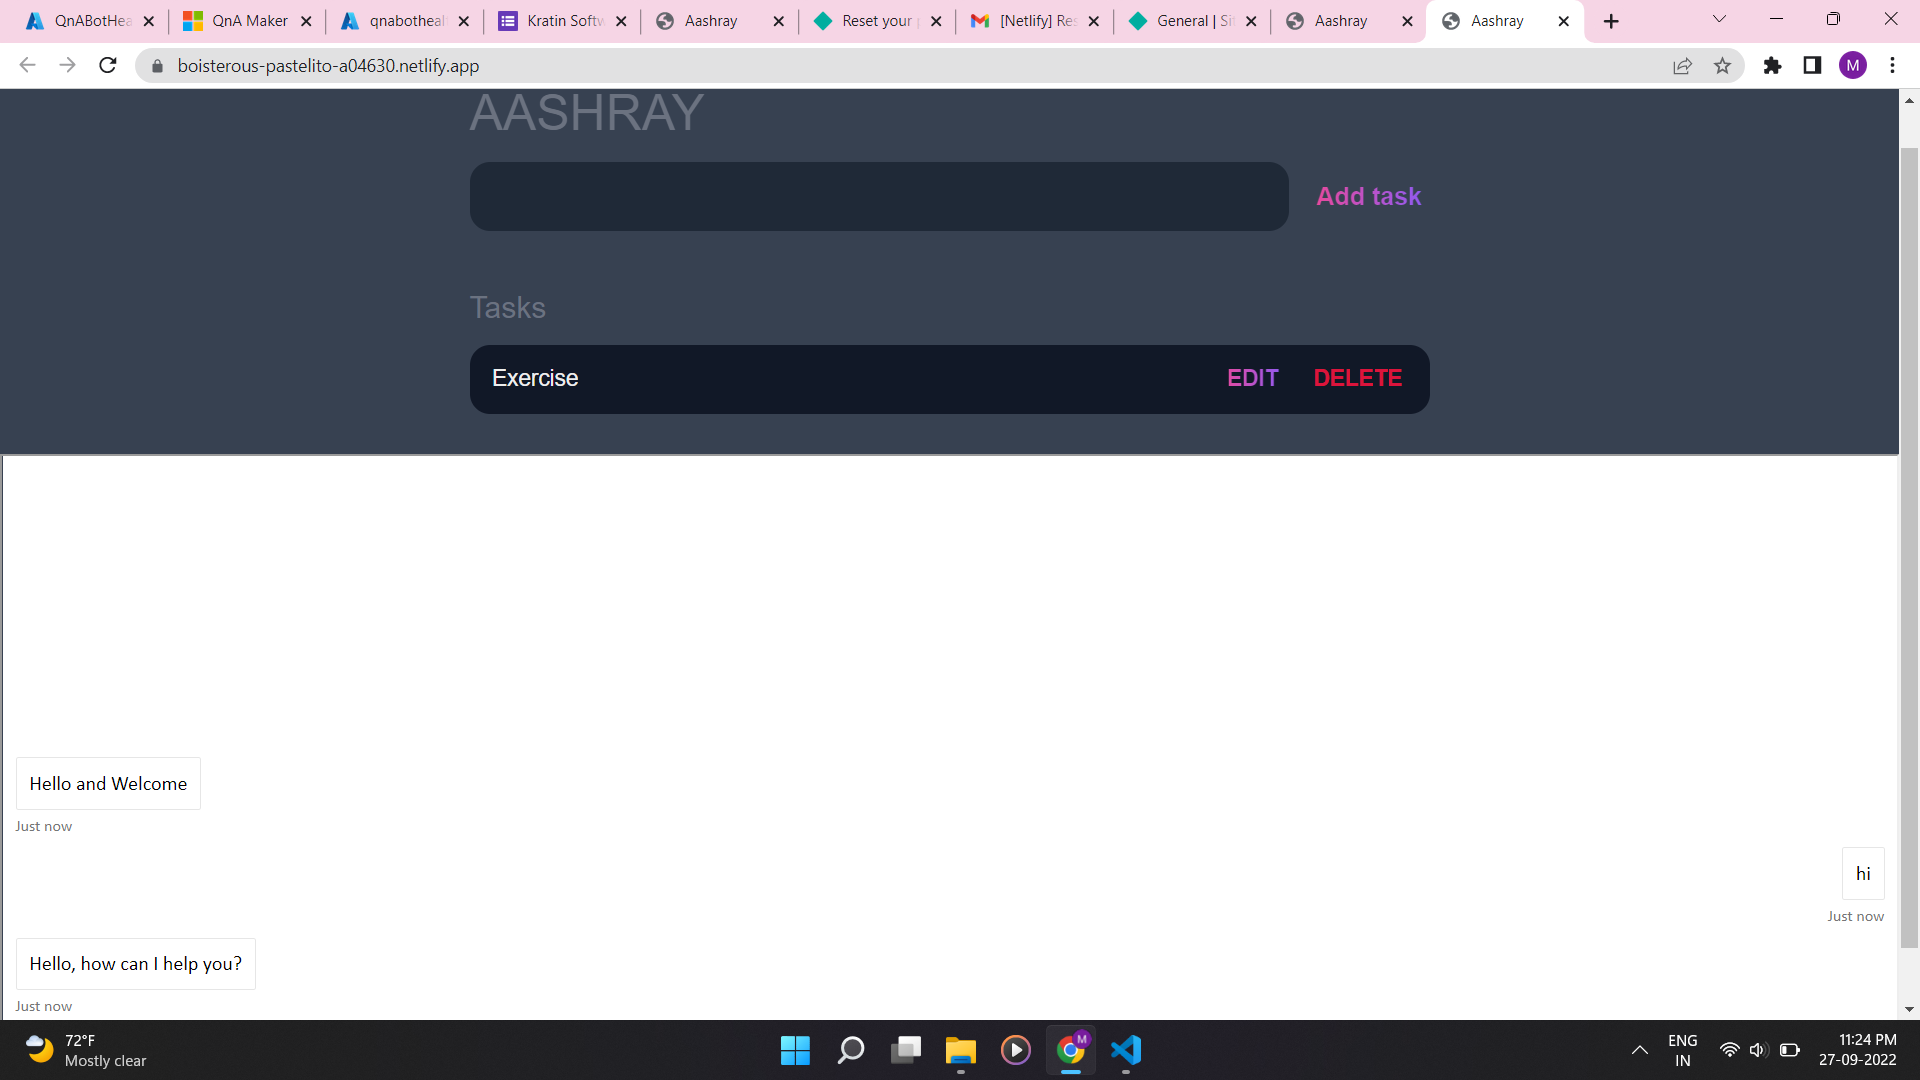 QnABotHea
QnA Maker
qnabotheal
Kratin Softw
Aashray
Reset your p
[Netlify] Res
General | Sit
Aashray
Aashray
boisterous-pastelito-a04630.netlify.app
M
AASHRAY
Add task
Tasks
Exercise
EDIT
DELETE
Hello and Welcome
Just now
hi
Just now
Hello, how can I help you?
Just now
72°F
Mostly clear
M
ENG
IN
11:24 PM
27-09-2022